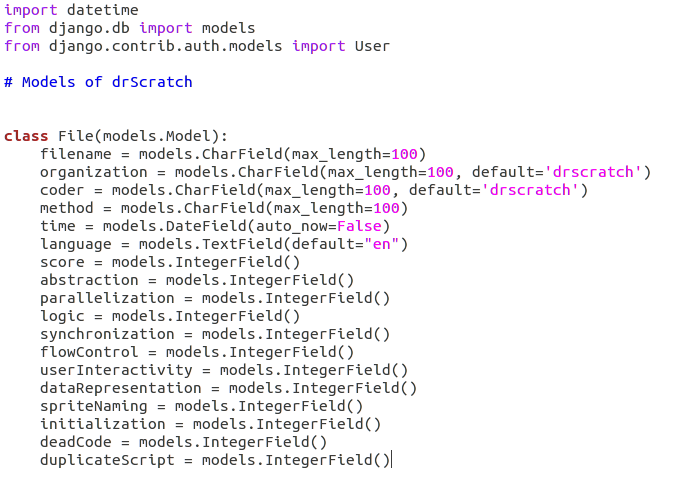 import datetime
from django.db import models
from django.contrib.auth.models import User
# Models of drScratch
class File(models.Model):
    filename = models.CharField(max_length=100)
    organization = models.CharField(max_length=100, default='drscratch')
    coder = models.CharField(max_length=100, default='drscratch')
    method = models.CharField(max_length=100)
    time = models.DateField(auto_now=False)
    language = models.TextField(default="en")
    score = models.IntegerField()
    abstraction = models.IntegerField()
    parallelization = models.IntegerField()
    logic = models.IntegerField()
    synchronization = models.IntegerField()
    flowControl = models.IntegerField()
    userInteractivity = models.IntegerField()
    dataRepresentation = models.IntegerField()
    spriteNaming = models.IntegerField()
    initialization = models.IntegerField()
    deadCode = models.IntegerField()
    duplicateScript = models.IntegerField()